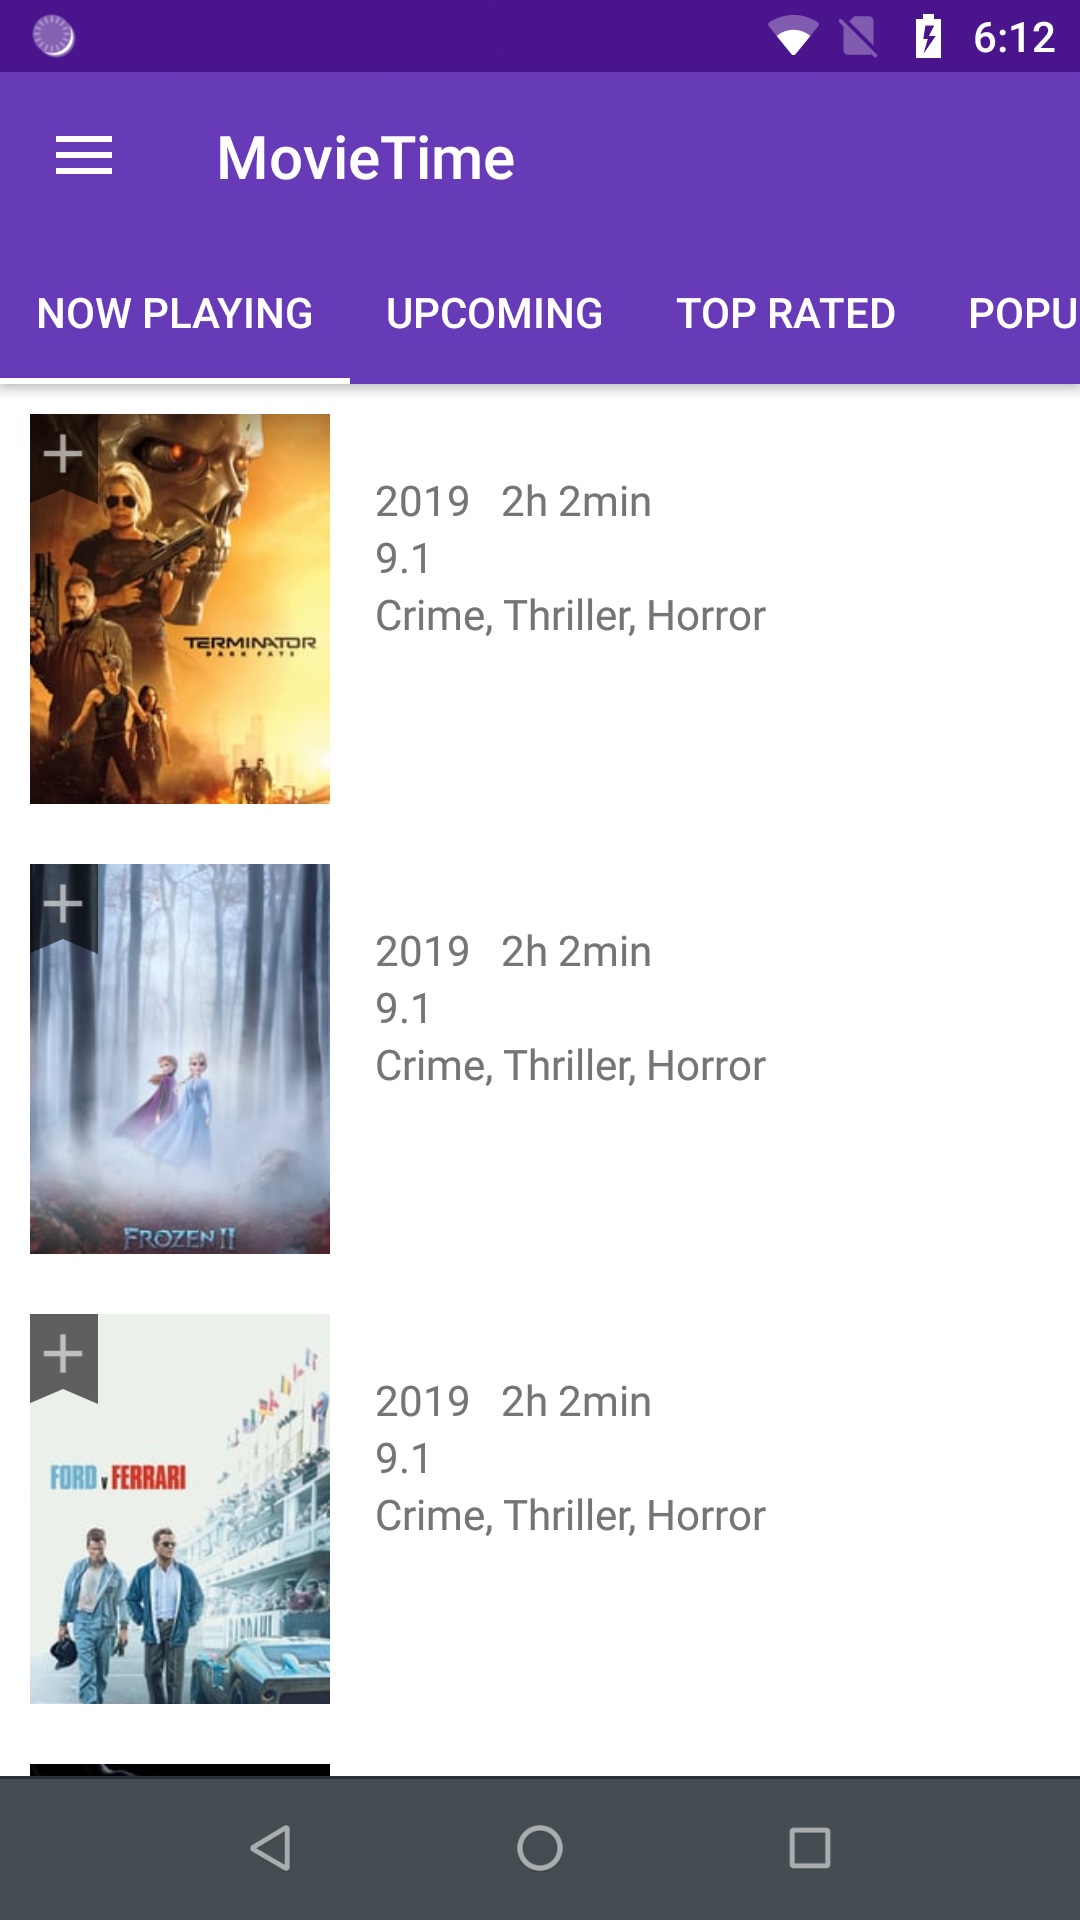 6:12
MovieTime
NOW PLAYING UPCOMING TOP RATED POPU
2019 2h 2min
9.1
Crime, Thriller, Horror
TERMINATOR
DARK FATE
2019 2h 2min
9.1
Crime, Thriller, Horror
FROZEN II
2019 2h 2min
9.1
Crime, Thriller, Horror
FORD v FERRARI